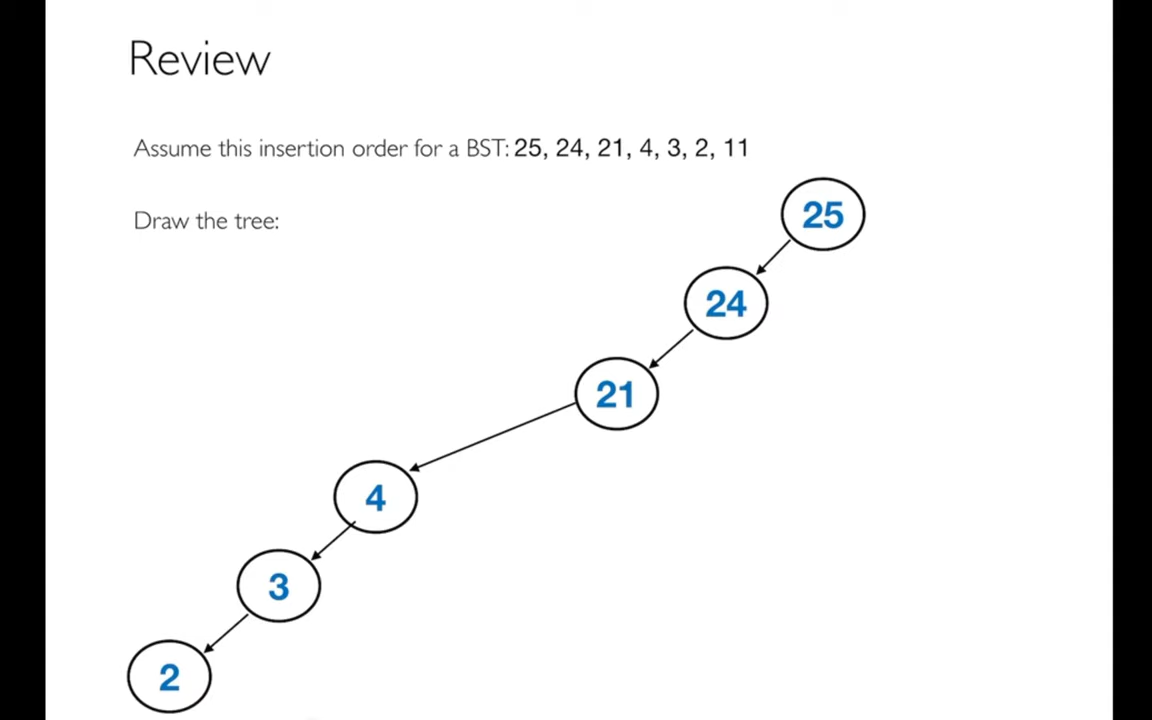 Review
Assume this insertion order for a BST: 25, 24, 21, 4, 3, 2, 11
Draw the tree:
25
24
21
4
3
2